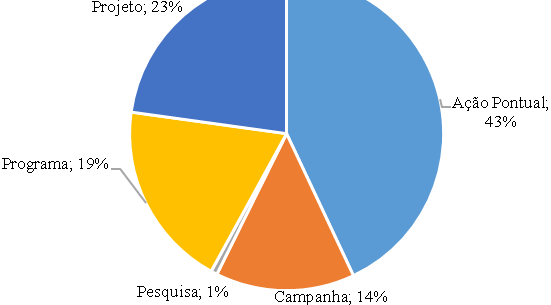 Projeto; 23%
Ação Pontual;
43%
Programa; 19%
Pesquisa; 1%
Campanha; 14%